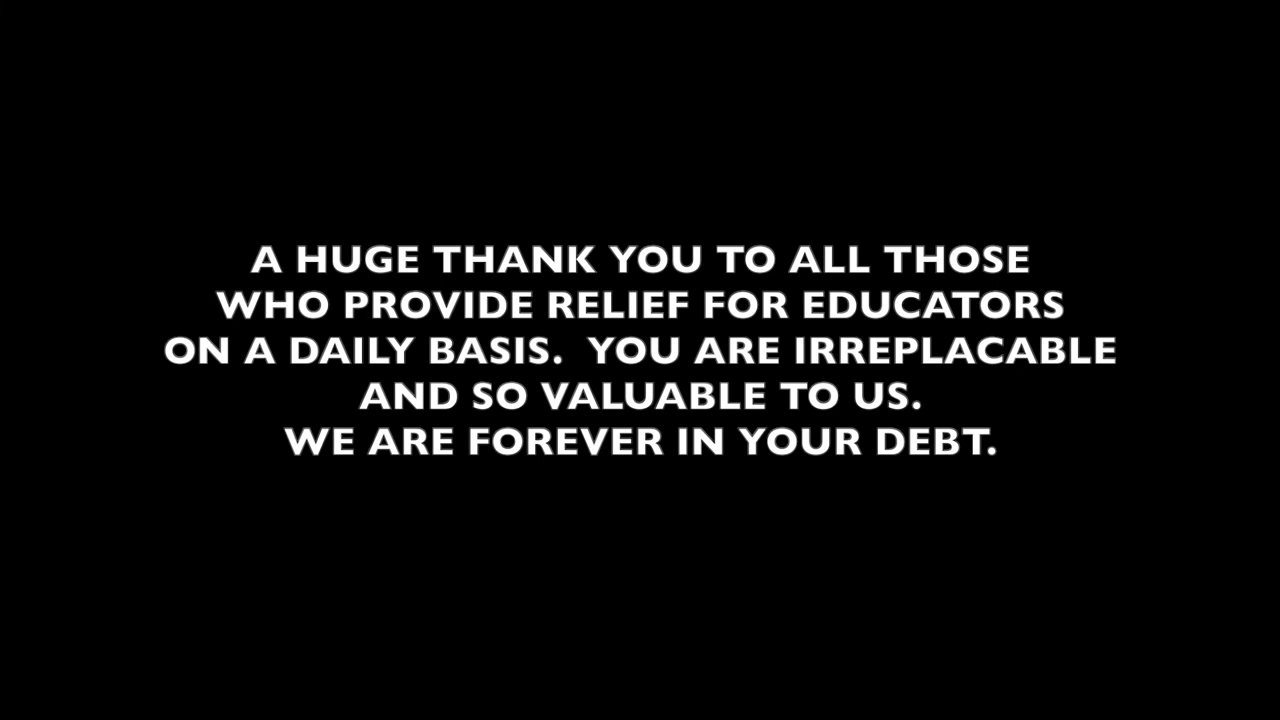 A HUGE THANK YOU TO ALL THOSE
WHO PROVIDE RELIEF FOR EDUCATORS
ON A DAILY BASIS.  YOU ARE IRREPLACABLE
AND SO VALUABLE TO US.
WE ARE FOREVER IN YOUR DEBT.